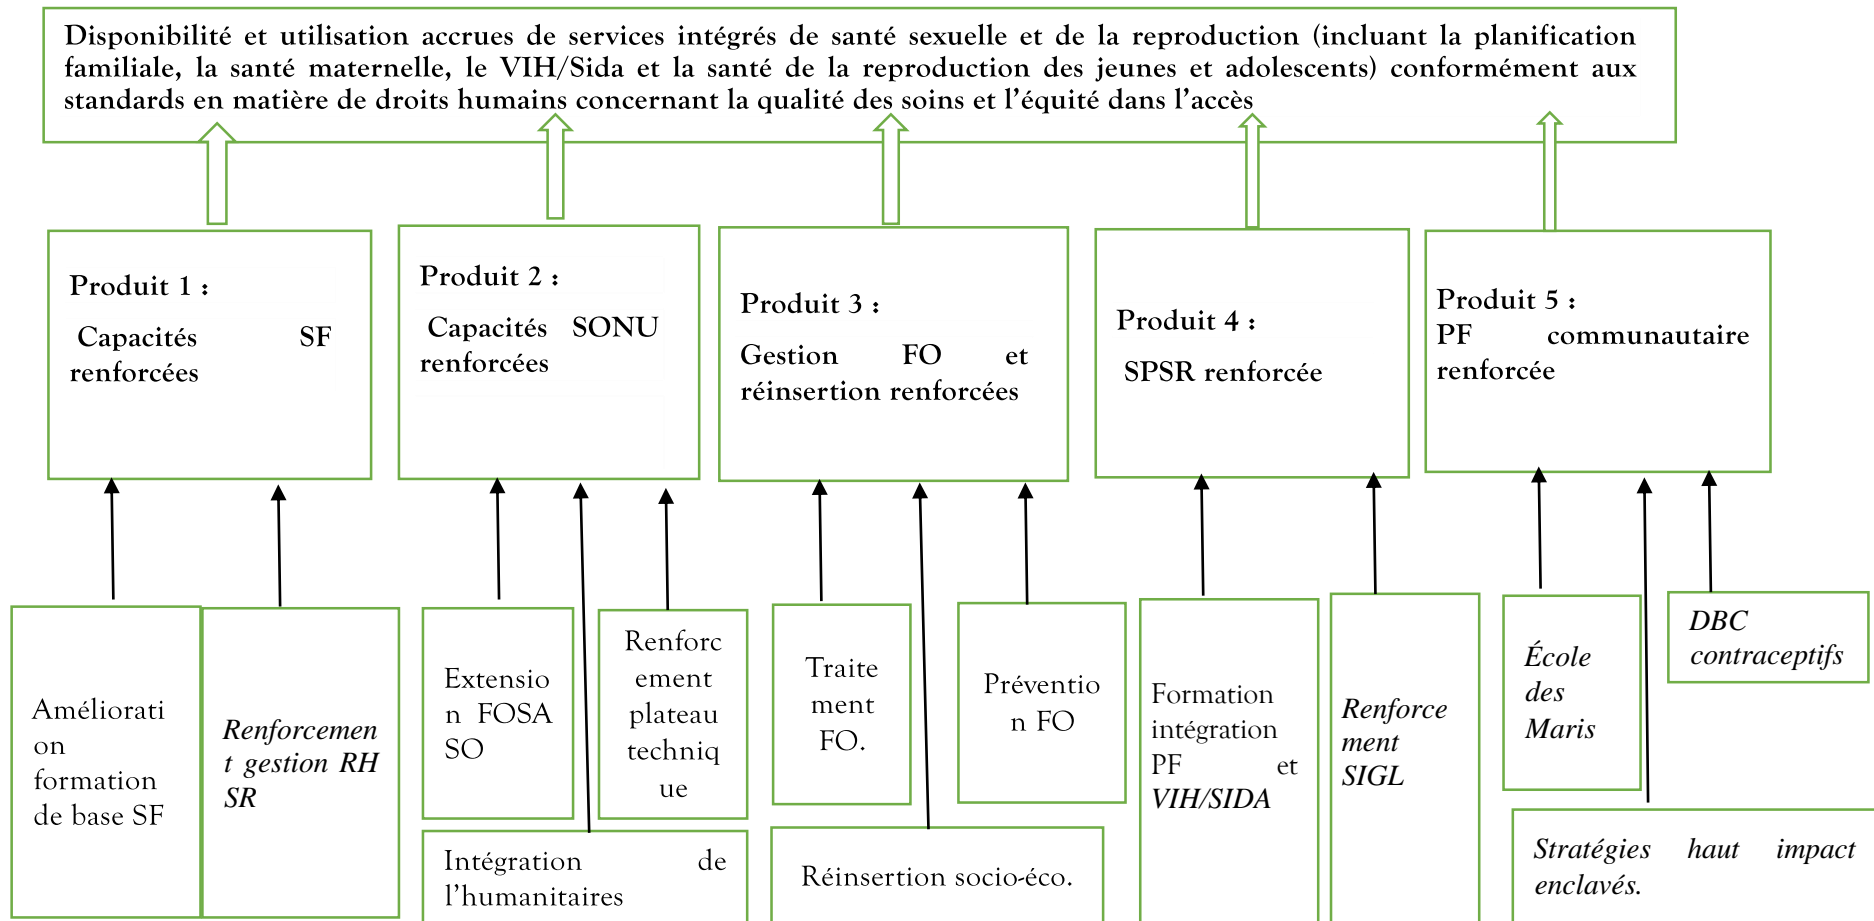 Disponibilité et utilisation accrues de services intégrés de santé sexuelle et de la reproduction (incluant la planification
familiale, la santé maternelle, le VIH/Sida et la santé de la reproduction des jeunes et adolescents) conformément aux
standards en matière de droits humains concernant la qualité des soins et l'équité dans l'accès
Produit 1 :
Capacités SF
renforcées
Produit 2 :
Capacités SONU
renforcées
Produit 3 :
Gestion FO et
réinsertion renforcées
Produit 4 :
SPSR renforcée
Produit 5 :
PF communautaire
renforcée
Améliorati
on
formation
de base SF
Renforcemen
t gestion RH
SR
Extensio
n FOSA
SO
Renforc
ement
plateau
techniq
ue
Intégration de
l'humanitaires
Traite
ment
FO.
Préventio
n FO
Réinsertion socio-éco.
Formation
intégration
PF et
VIH/SIDA
Renforce
ment
SIGL
École
des
Maris
DBC
contraceptifs
Stratégies haut impact
enclavés.